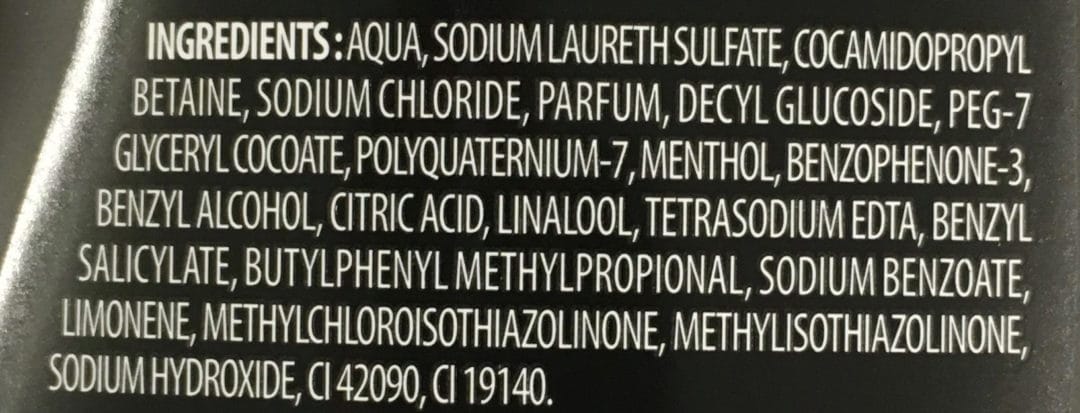 INGREDIENTS : AQUA, SODIUM LAURETH SULFATE, COCAMIDOPROPYL
BETAINE, SODIUM CHLORIDE, PARFUM, DECYL GLUCOSIDE, PEG-7
GLYCERYL COCOATE, POLYQUATERNIUM-7, MENTHOL, BENZOPHENONE-3,
BENZYL ALCOHOL, CITRIC ACID, LINALOOL, TETRASODIUM EDTA, BENZYL
SALICYLATE, BUTYLPHENYL METHYLPROPIONAL, SODIUM BENZOATE,
LIMONENE, METHYLCHLOROISOTHIAZOLINONE, METHYLISOTHIAZOLINONE,
SODIUM HYDROXIDE, CI 42090, CI 19140.